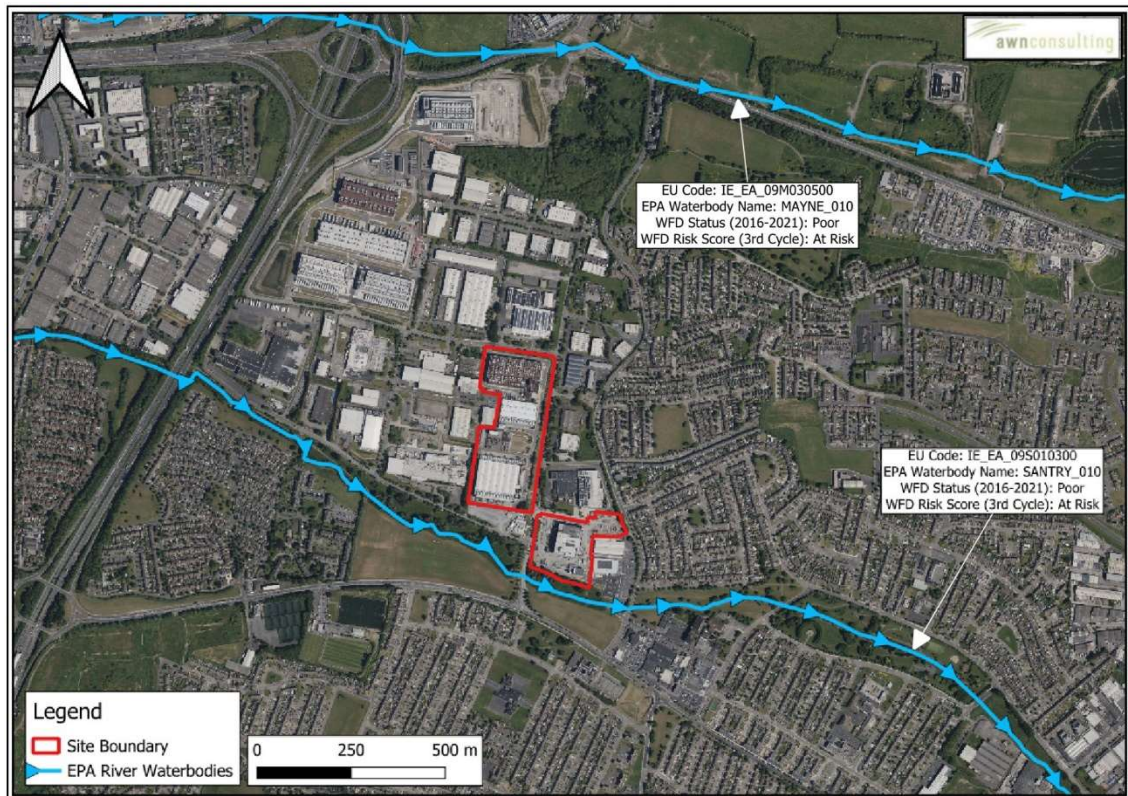 awnconsulting
EU Code: IE_EA_09M030500
EPA Waterbody Name: MAYNE_010
WFD Status (2016-2021): Poor
WFD Risk Score (3rd Cycle): At Risk
EU Code: IE_EA_09S010300
EPA Waterbody Name: SANTRY_010
WFD Status (2016-2021): Poor
WFD Risk Score (3rd Cycle): At Risk
Legend
Site Boundary
EPA River Waterbodies
0 250 500 m